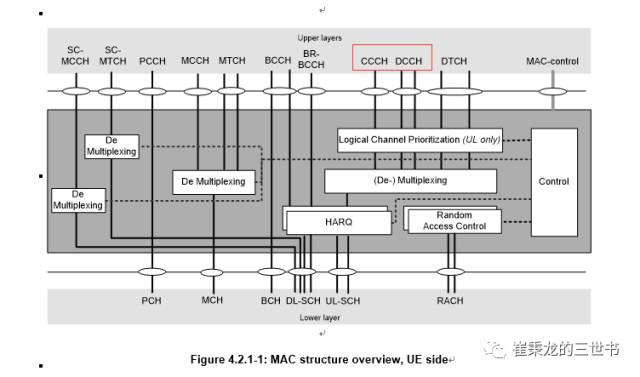 Upper layers
SC-MCCH SC-MTCH PCCH MCCH MTCH BCCH BR-BCCH CCCH DCCH DTCH MAC-control
Logical Channel Prioritization (UL only)
De Multiplexing
De Multiplexing
(De-) Multiplexing
Control
De Multiplexing
HARQ
Random Access Control
PCH MCH BCH DL-SCH UL-SCH RACH
Lower layer
Figure 4.2.1-1: MAC structure overview, UE side
崔秉龙的三世书